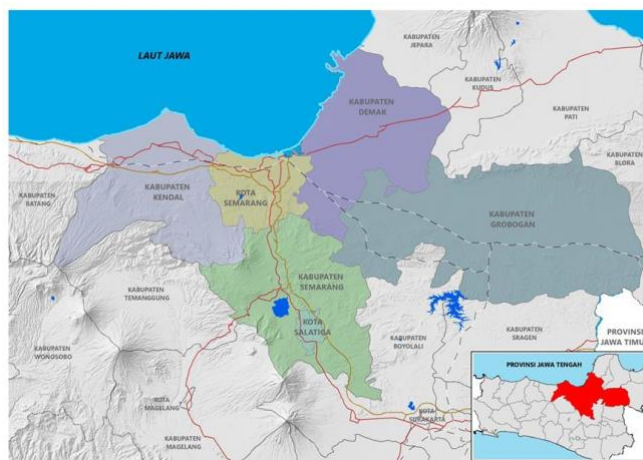 LAUT JAWA
KABUPATEN
JEPARA
KABUPATEN
KUDUS
KABUPATEN
DEMAK
KABUPATEN
PATI
KABUPATEN
BLORA
KABUPATEN
BATANG
KABUPATEN
KENDAL
KOTA
SEMARANG
KABUPATEN
GROBOGAN
KABUPATEN
TEMANGGUNG
KABUPATEN
SEMARANG
KOTA
SALATIGA
KABUPATEN
WONOSOBO
KABUPATEN
BOYOLALI
KABUPATEN
SRAGEN
PROVINSI
JAWA TIMU
KOTA
MAGELANG
KABUPATEN
MAGELANG
KOTA
SURAKARTA
PROVINSI JAWA TENGAH